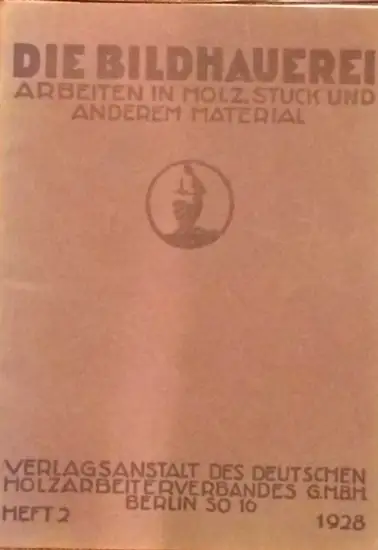 DIE BILDHAUEREI
ARBEITEN IN HOLZ, STUCK UND
ANDEREM MATERIAL
VERLAGSANSTALT DES DEUTSCHEN
HOLZARBEITERVERBANDES G.M.B.H.
BERLIN SO 16
HEFT 2 1928